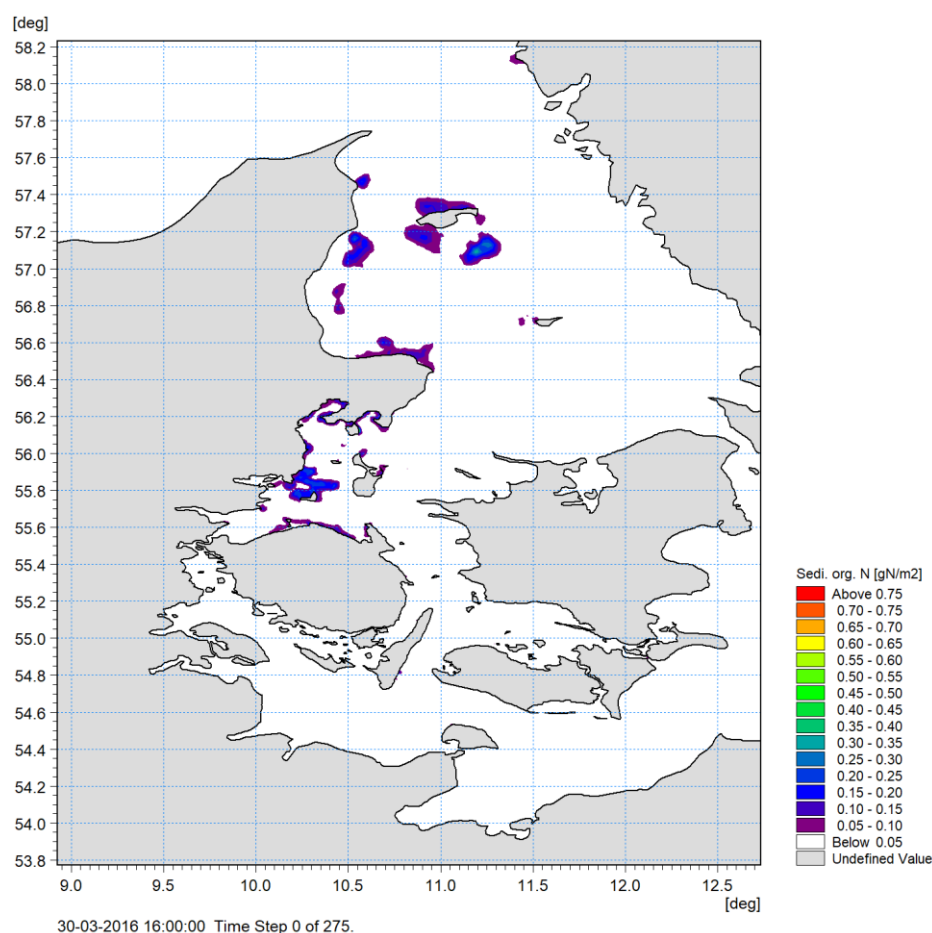 [deg]
58.2
58.0
57.8
57.6
57.4
57.2
57.0
56.8
56.6
56.4
56.2
56.0
55.8
55.6
55.4
55.2
55.0
54.8
54.6
54.4
54.2
54.0
53.8
9.0 9.5 10.0 10.5 11.0 11.5 12.0 12.5
[deg]
30-03-2016 16:00:00 Time Step 0 of 275.
Sedi. org. N [gN/m2]
Above 0.75
0.70 - 0.75
0.65 - 0.70
0.60 - 0.65
0.55 - 0.60
0.50 - 0.55
0.45 - 0.50
0.40 - 0.45
0.35 - 0.40
0.30 - 0.35
0.25 - 0.30
0.20 - 0.25
0.15 - 0.20
0.10 - 0.15
0.05 - 0.10
Below 0.05
Undefined Value